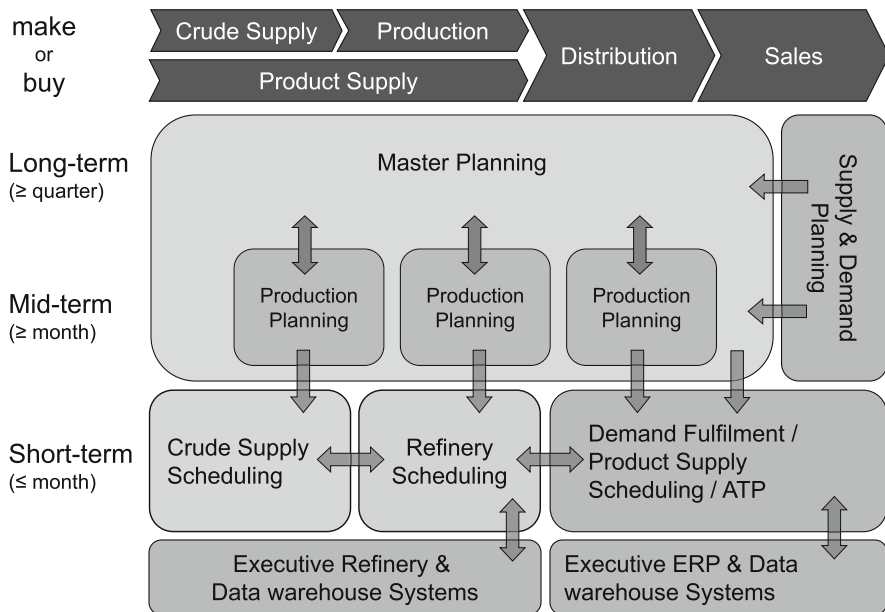 make
or
buy
Crude Supply
Production
Product Supply
Distribution
Sales
Long-term
(≥ quarter)
Master Planning
Supply & Demand
Planning
Mid-term
(≥ month)
Production
Planning
Production
Planning
Production
Planning
Short-term
(≤ month)
Crude Supply
Scheduling
Refinery
Scheduling
Demand Fulfilment /
Product Supply
Scheduling / ATP
Executive Refinery &
Data warehouse Systems
Executive ERP & Data
warehouse Systems